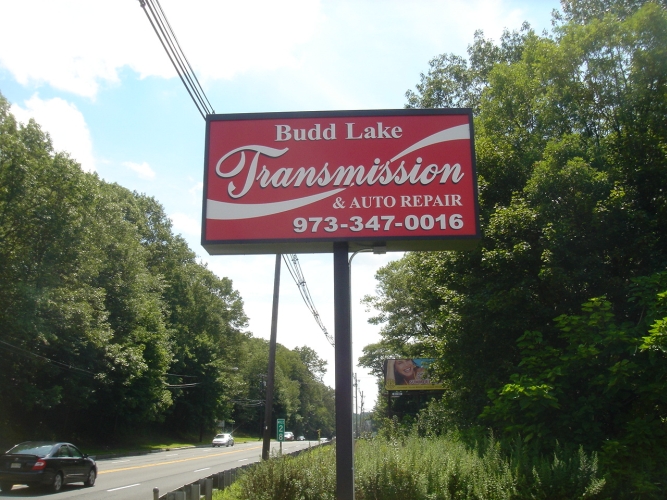 Budd Lake
Transmission
& AUTO REPAIR
973-347-0016